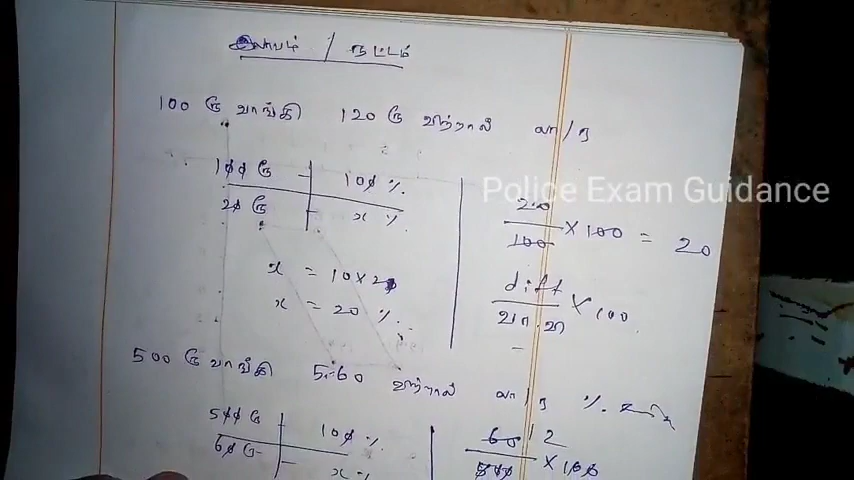 இலாபம் / நட்டம்
100 ரூ வாங்கி 120 ரூ விற்றால் லா/ந
100 ரூ - 100 %
20 ரூ - x %
x = 10 x 2
x = 20 %
Police Exam Guidance
20/100 X 100 = 20
diff/வா.வி X 100
500 ரூ வாங்கி 560 விற்றால் லா/ந %
500 ரூ 100 %
60 ரூ - x %
60 12
500 X 100